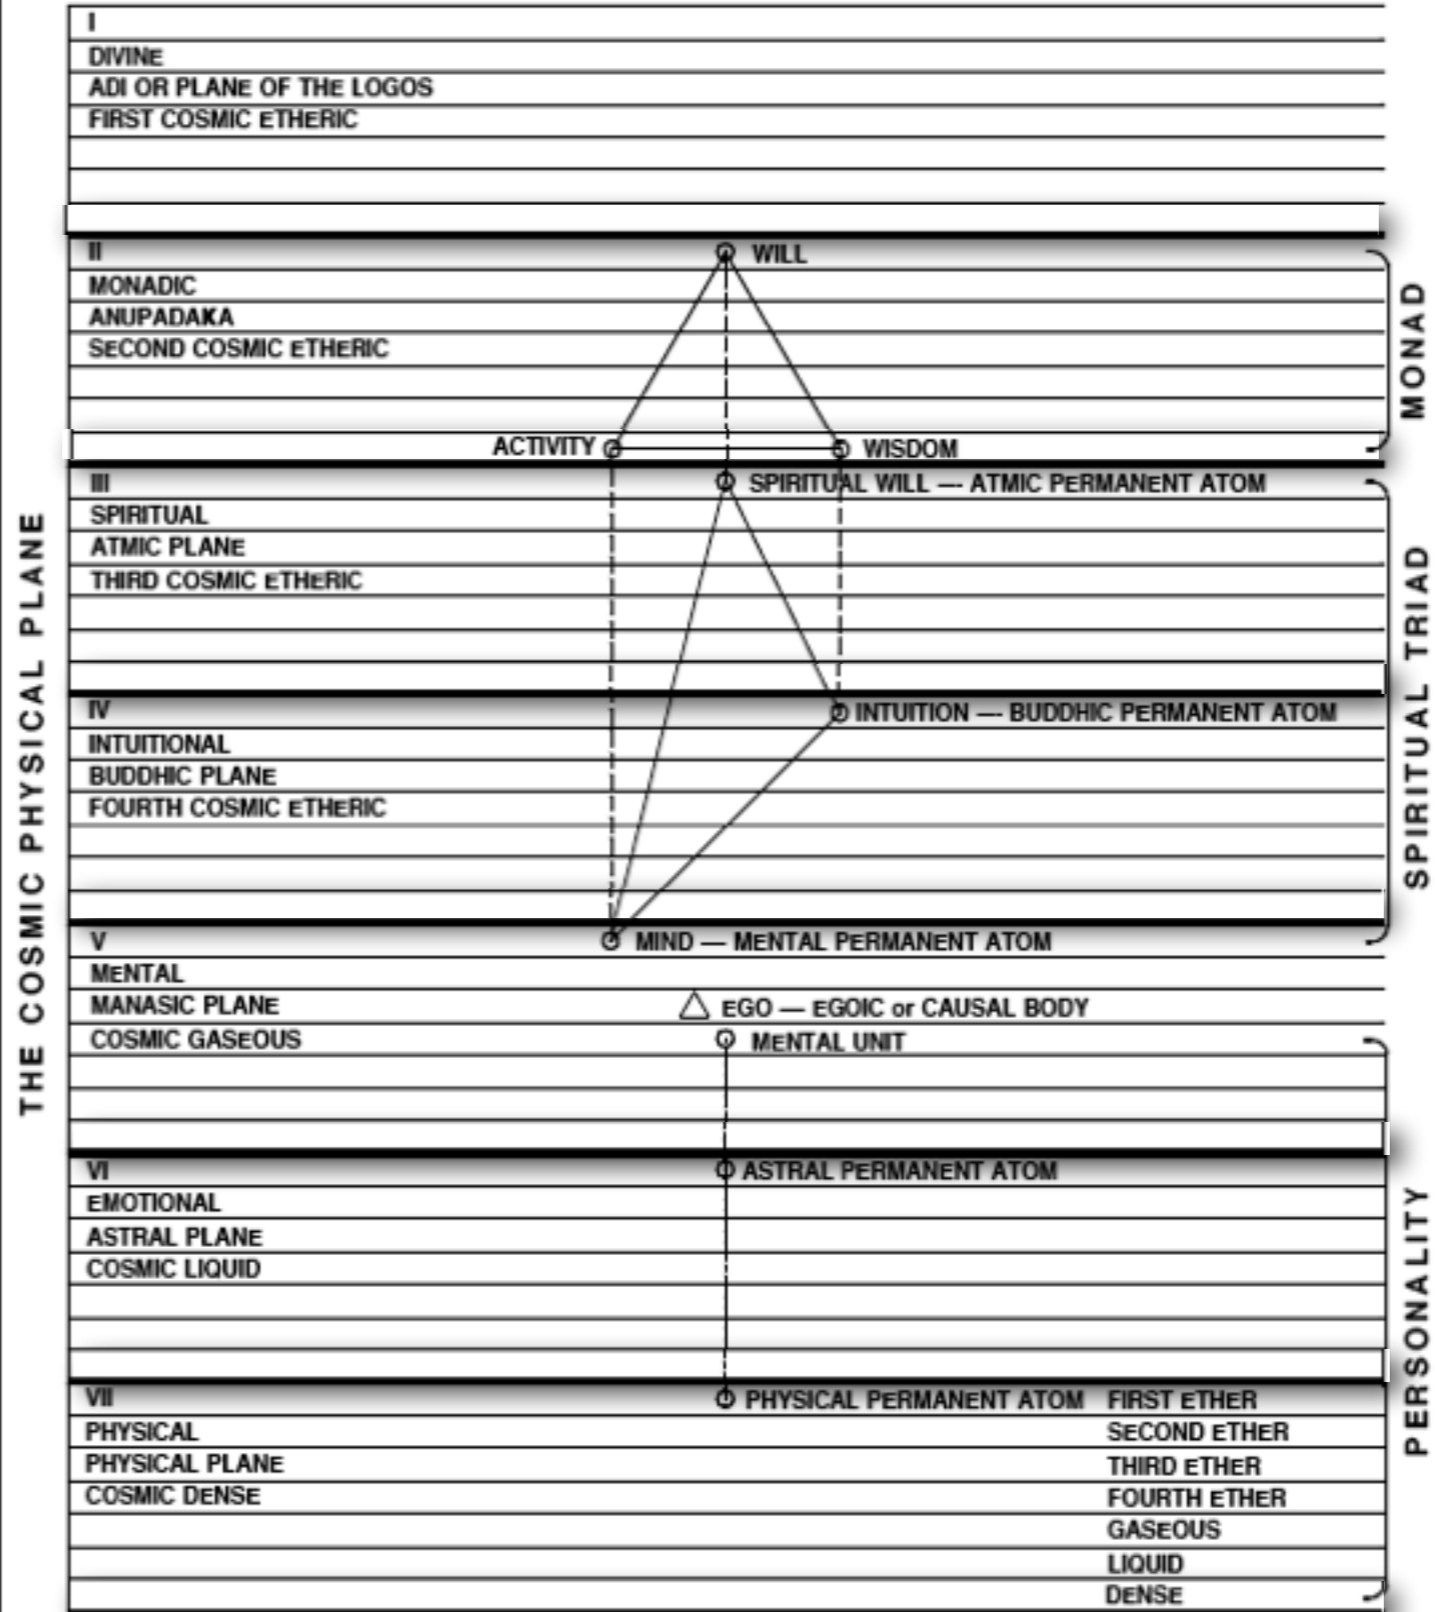 THE COSMIC PHYSICAL PLANE
I
DIVINE
ADI OR PLANE OF THE LOGOS
FIRST COSMIC ETHERIC
II
WILL
MONADIC
ANUPADAKA
SECOND COSMIC ETHERIC
ACTIVITY WISDOM
MONAD
III
SPIRITUAL WILL — ATMIC PERMANENT ATOM
SPIRITUAL
ATMIC PLANE
THIRD COSMIC ETHERIC
IV
INTUITION — BUDDHIC PERMANENT ATOM
INTUITIONAL
BUDDHIC PLANE
FOURTH COSMIC ETHERIC
SPIRITUAL TRIAD
V
MIND — MENTAL PERMANENT ATOM
MENTAL
MANASIC PLANE
EGO — EGOIC or CAUSAL BODY
COSMIC GASEOUS
MENTAL UNIT
VI
ASTRAL PERMANENT ATOM
EMOTIONAL
ASTRAL PLANE
COSMIC LIQUID
VII
PHYSICAL PERMANENT ATOM FIRST ETHER
PHYSICAL
SECOND ETHER
PHYSICAL PLANE
THIRD ETHER
COSMIC DENSE
FOURTH ETHER
GASEOUS
LIQUID
DENSE
PERSONALITY